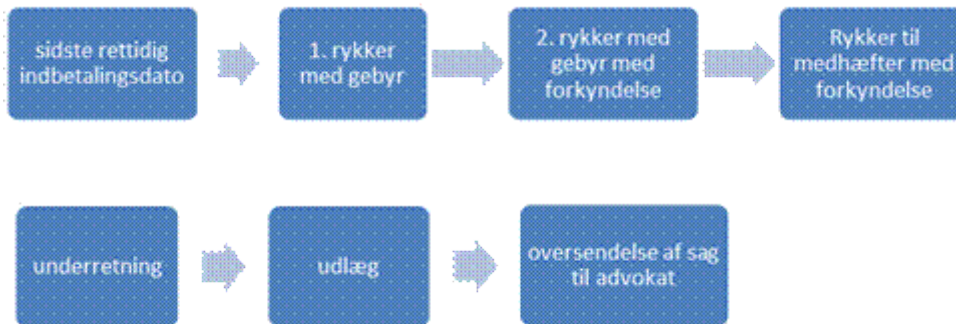 sidste rettidig
indbetalingsdato
1. rykker
med gebyr
2. rykker med
gebyr med
forkyndelse
Rykker til
medhæfter med
forkyndelse
underretning
udlæg
oversendelse af sag
til advokat